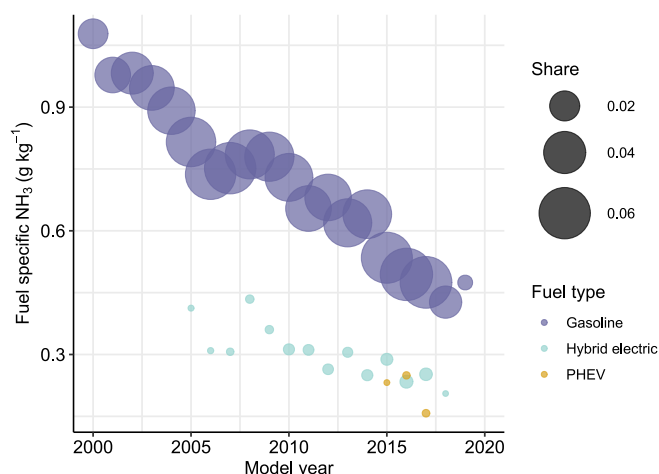 Fuel specific NH₃ (g kg⁻¹)
0.9
0.6
0.3
2000 2005 2010 2015 2020
Model year
Share
0.02
0.04
0.06
Fuel type
Gasoline
Hybrid electric
PHEV